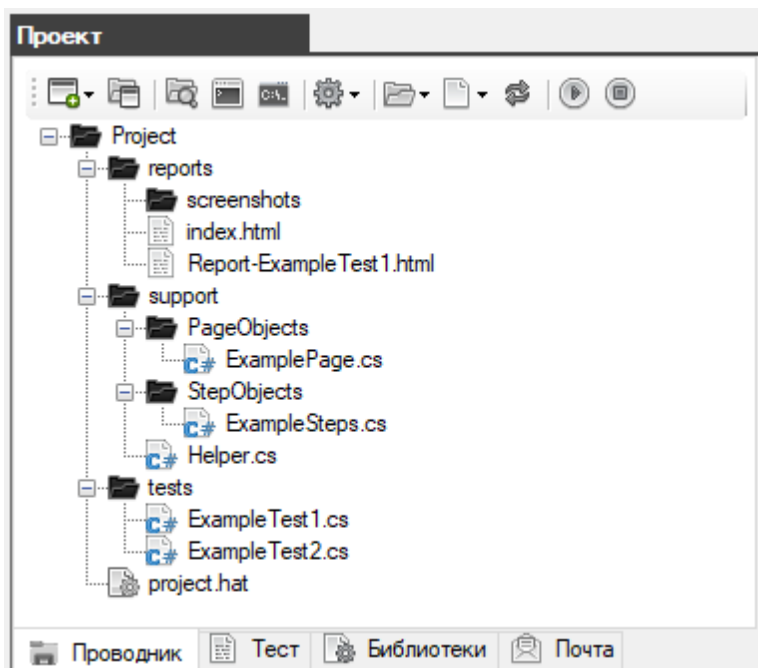 Проект
C:\.
Project
reports
screenshots
index.html
Report-ExampleTest1.html
support
PageObjects
ExamplePage.cs
StepObjects
ExampleSteps.cs
Helper.cs
tests
ExampleTest1.cs
ExampleTest2.cs
project.hat
Проводник Тест Библиотеки Почта